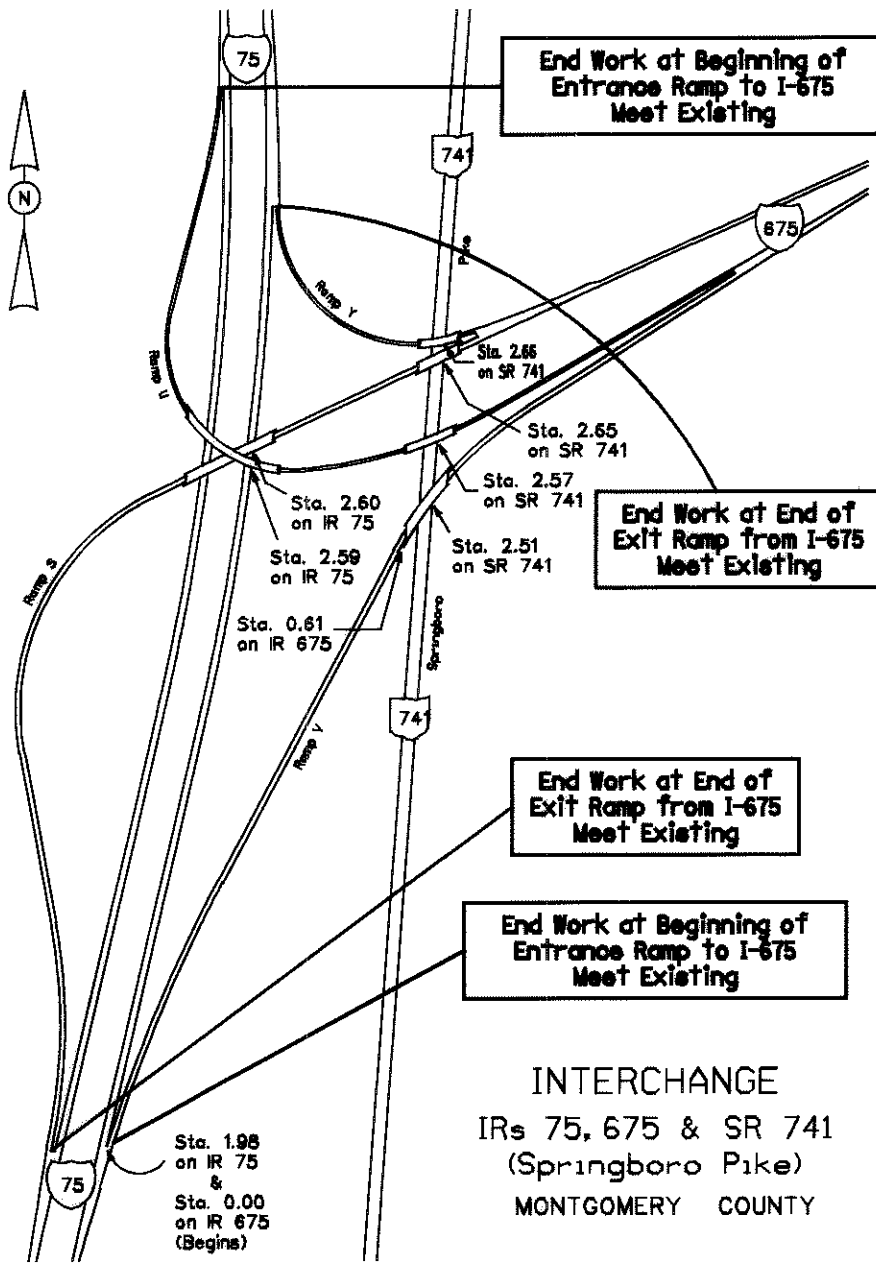 75
End Work at Beginning of
Entrance Ramp to I-675
Meet Existing
741
N
675
Pike
Ramp Y
Sta. 2.66
on SR 741
Sta. 2.65
on SR 741
Sta. 2.57
on SR 741
Sta. 2.60
on IR 75
Sta. 2.59
on IR 75
Sta. 2.51
on SR 741
End Work at End of
Exit Ramp from I-675
Meet Existing
Ramp
Ramp S
Sta. 0.61
on IR 675
Springboro
741
Ramp V
End Work at End of
Exit Ramp from I-675
Meet Existing
End Work at Beginning of
Entrance Ramp to I-675
Meet Existing
75
Sta. 1.98
on IR 75
&
Sta. 0.00
on IR 675
(Begins)
INTERCHANGE
IRs 75, 675 & SR 741
(Springboro Pike)
MONTGOMERY COUNTY